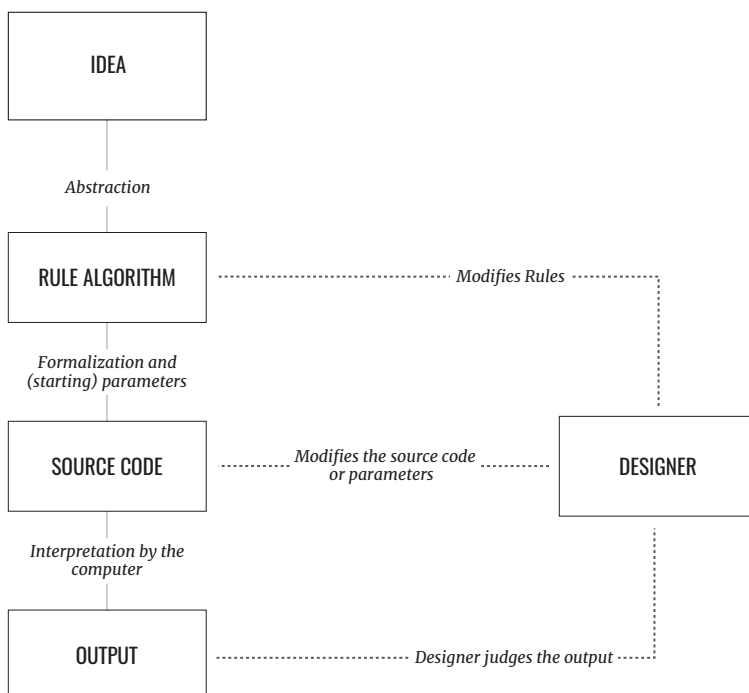 IDEA
Abstraction
RULE ALGORITHM
Modifies Rules
Formalization and
(starting) parameters
SOURCE CODE
Modifies the source code
or parameters
DESIGNER
Interpretation by the
computer
OUTPUT
Designer judges the output